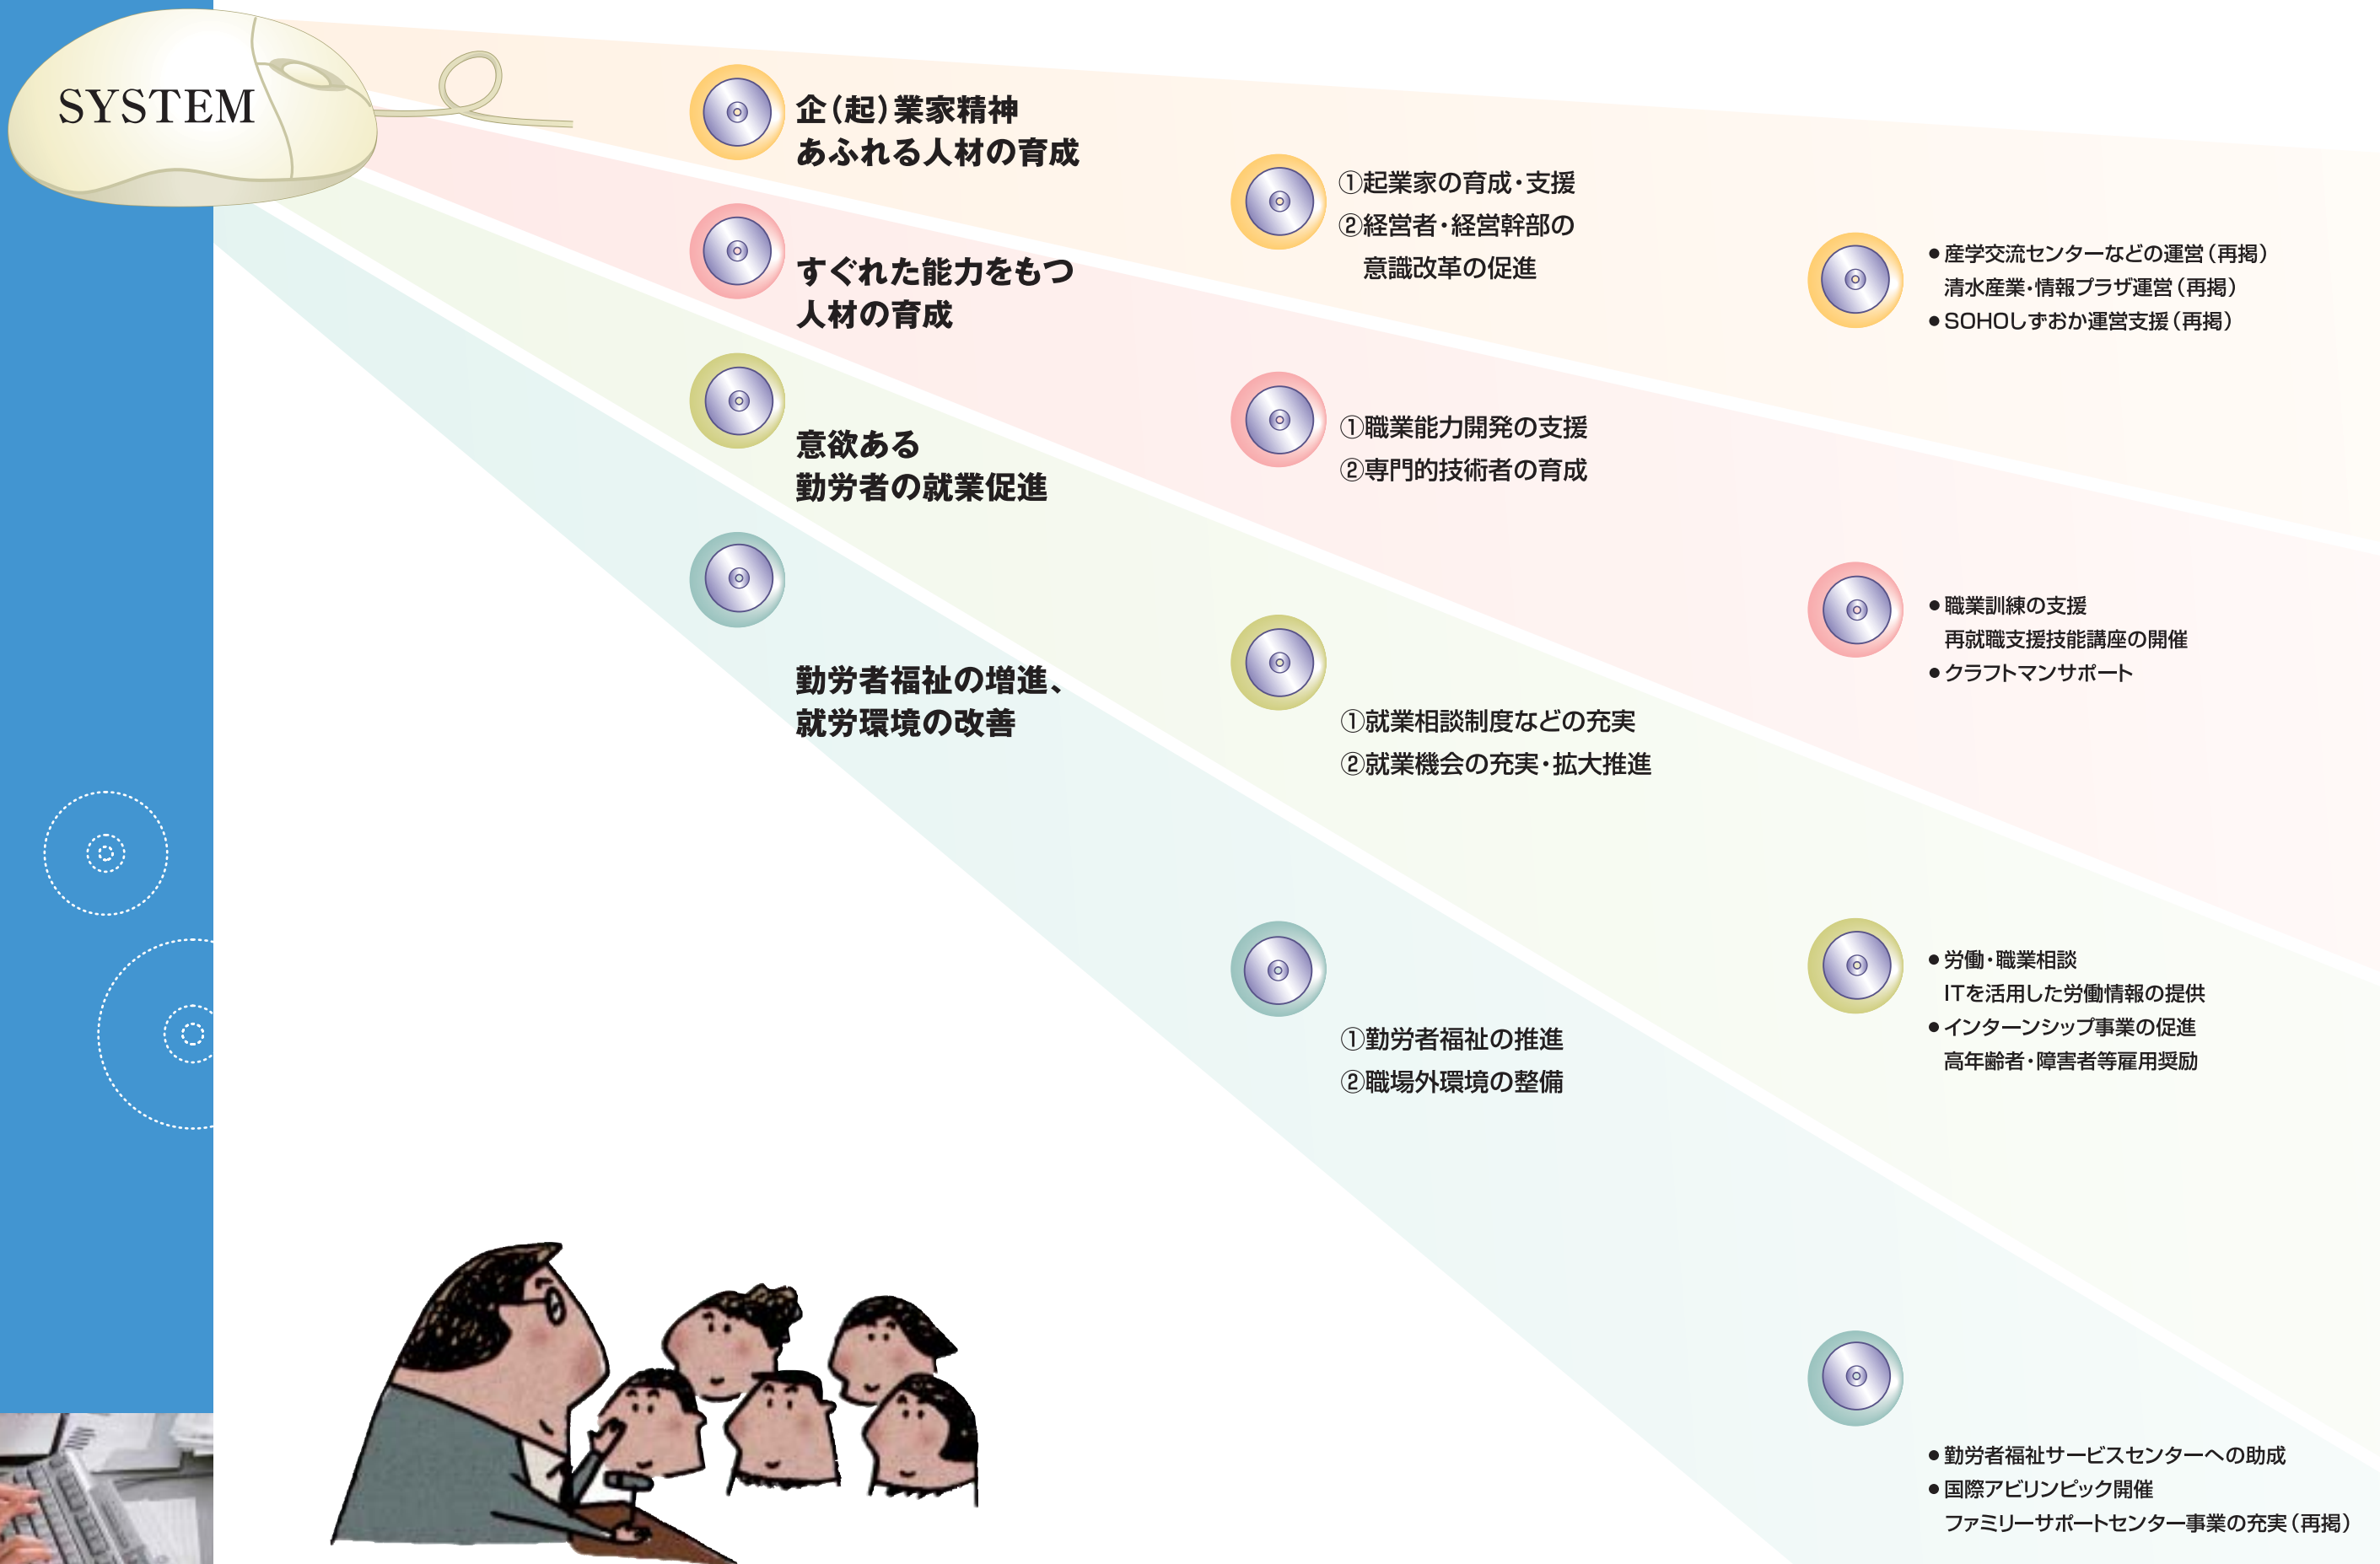 SYSTEM
企（起）業家精神
あふれる人材の育成
すぐれた能力をもつ
人材の育成
意欲ある
勤労者の就業促進
勤労者福祉の増進、
就労環境の改善
①起業家の育成・支援
②経営者・経営幹部の
意識改革の促進
①職業能力開発の支援
②専門的技術者の育成
①就業相談制度などの充実
②就業機会の充実・拡大推進
①勤労者福祉の推進
②職場外環境の整備
●産学交流センターなどの運営（再掲）
清水産業・情報プラザ運営（再掲）
●SOHOしずおか運営支援（再掲）
●職業訓練の支援
再就職支援技能講座の開催
●クラフトマンサポート
●労働・職業相談
ITを活用した労働情報の提供
●インターンシップ事業の促進
高年齢者・障害者等雇用奨励
●勤労者福祉サービスセンターへの助成
●国際アビリンピック開催
ファミリーサポートセンター事業の充実（再掲）